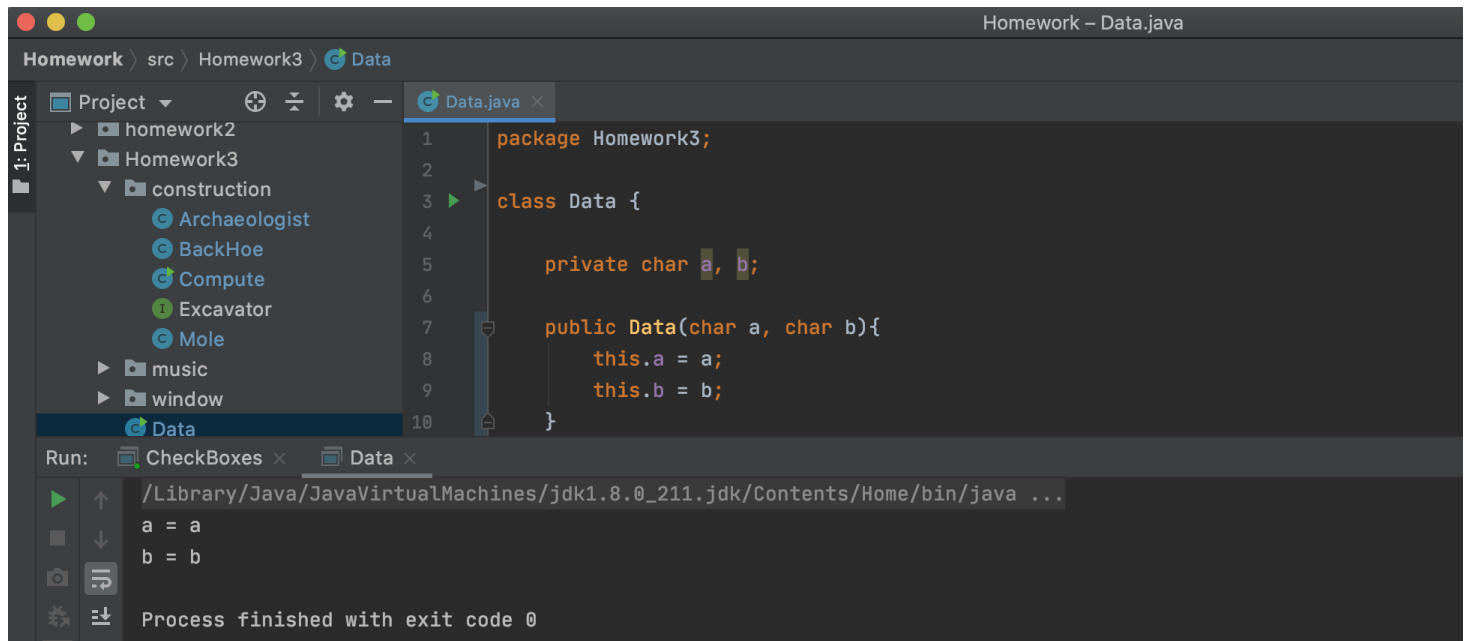 Homework – Data.java
Homework 〉 src 〉 Homework3 〉 Data
1: Project
Project
homework2
Homework3
construction
Archaeologist
BackHoe
Compute
Excavator
Mole
music
window
Data
Data.java
1 package Homework3;
2
3 class Data {
4
5 private char a, b;
6
7 public Data(char a, char b){
8 this.a = a;
9 this.b = b;
10 }
Run: CheckBoxes Data
/Library/Java/JavaVirtualMachines/jdk1.8.0_211.jdk/Contents/Home/bin/java ...
a = a
b = b
Process finished with exit code 0